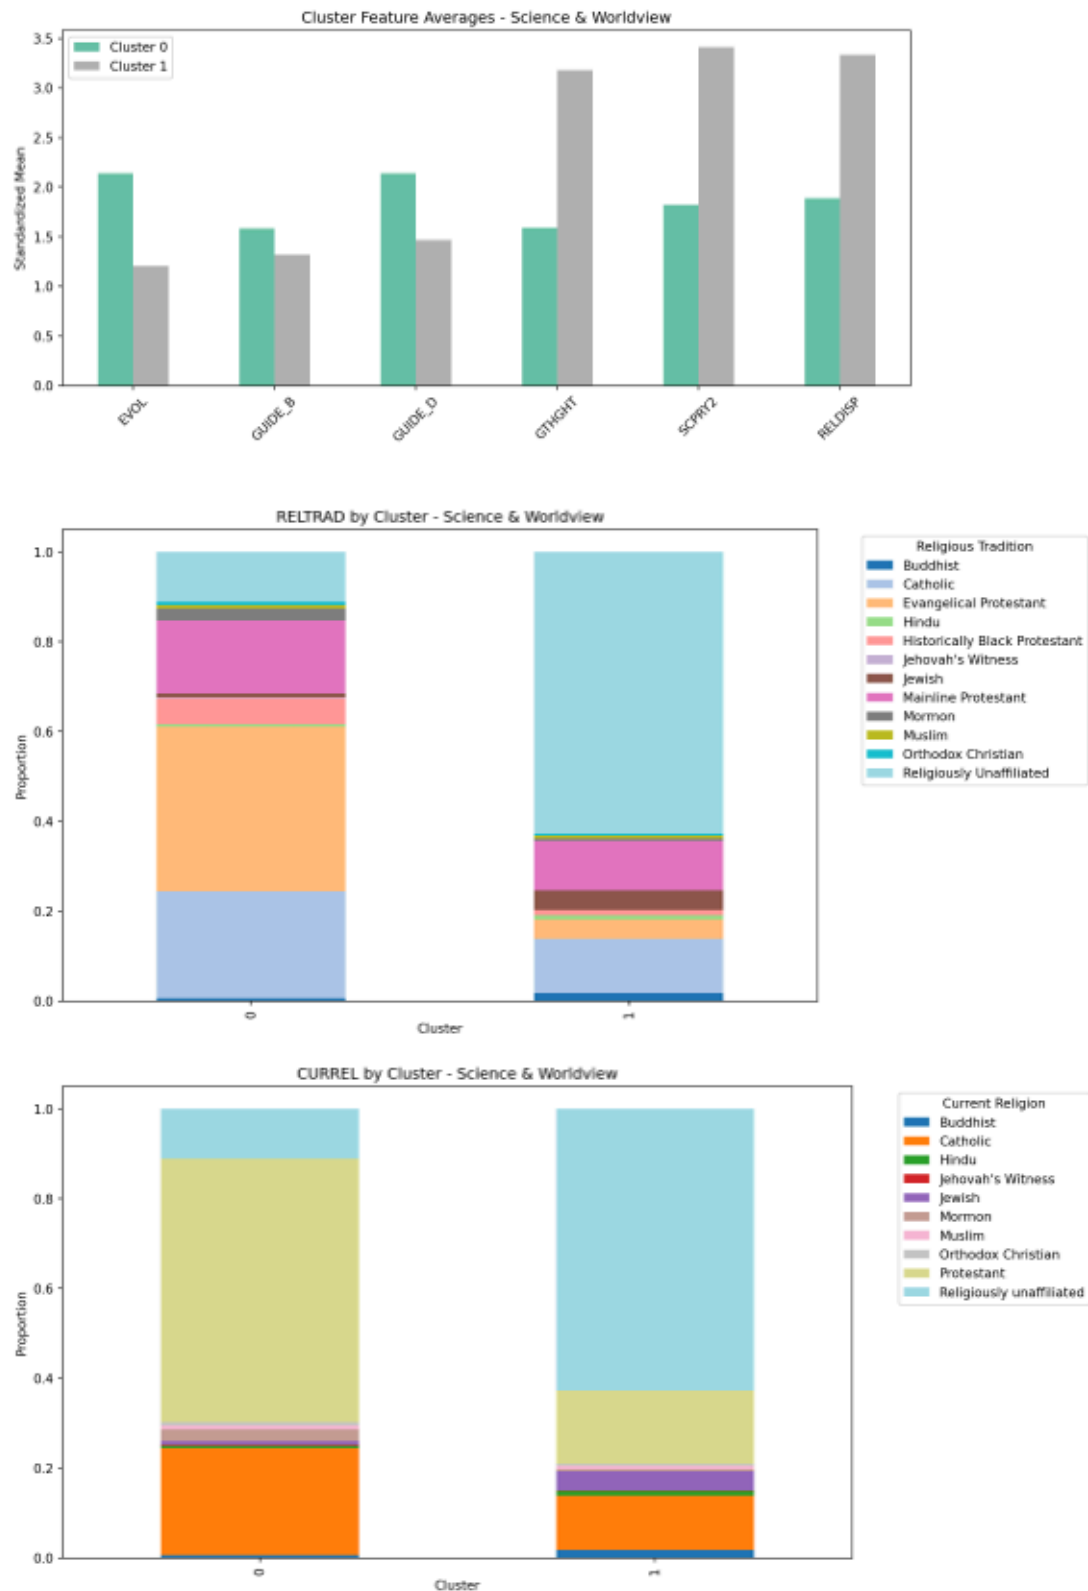 Cluster Feature Averages - Science & Worldview
Cluster 0
Cluster 1
Standardized Mean
3.5
3.0
2.5
2.0
1.5
1.0
0.5
0.0
EVOL
GUIDE_B
GUIDE_D
GTHGHT
SCPRY2
RELDISP
RELTRAD by Cluster - Science & Worldview
Proportion
1.0
0.8
0.6
0.4
0.2
0.0
0
1
Cluster
Religious Tradition
Buddhist
Catholic
Evangelical Protestant
Hindu
Historically Black Protestant
Jehovah's Witness
Jewish
Mainline Protestant
Mormon
Muslim
Orthodox Christian
Religiously Unaffiliated
CURREL by Cluster - Science & Worldview
Proportion
1.0
0.8
0.6
0.4
0.2
0.0
0
1
Cluster
Current Religion
Buddhist
Catholic
Hindu
Jehovah's Witness
Jewish
Mormon
Muslim
Orthodox Christian
Protestant
Religiously unaffiliated